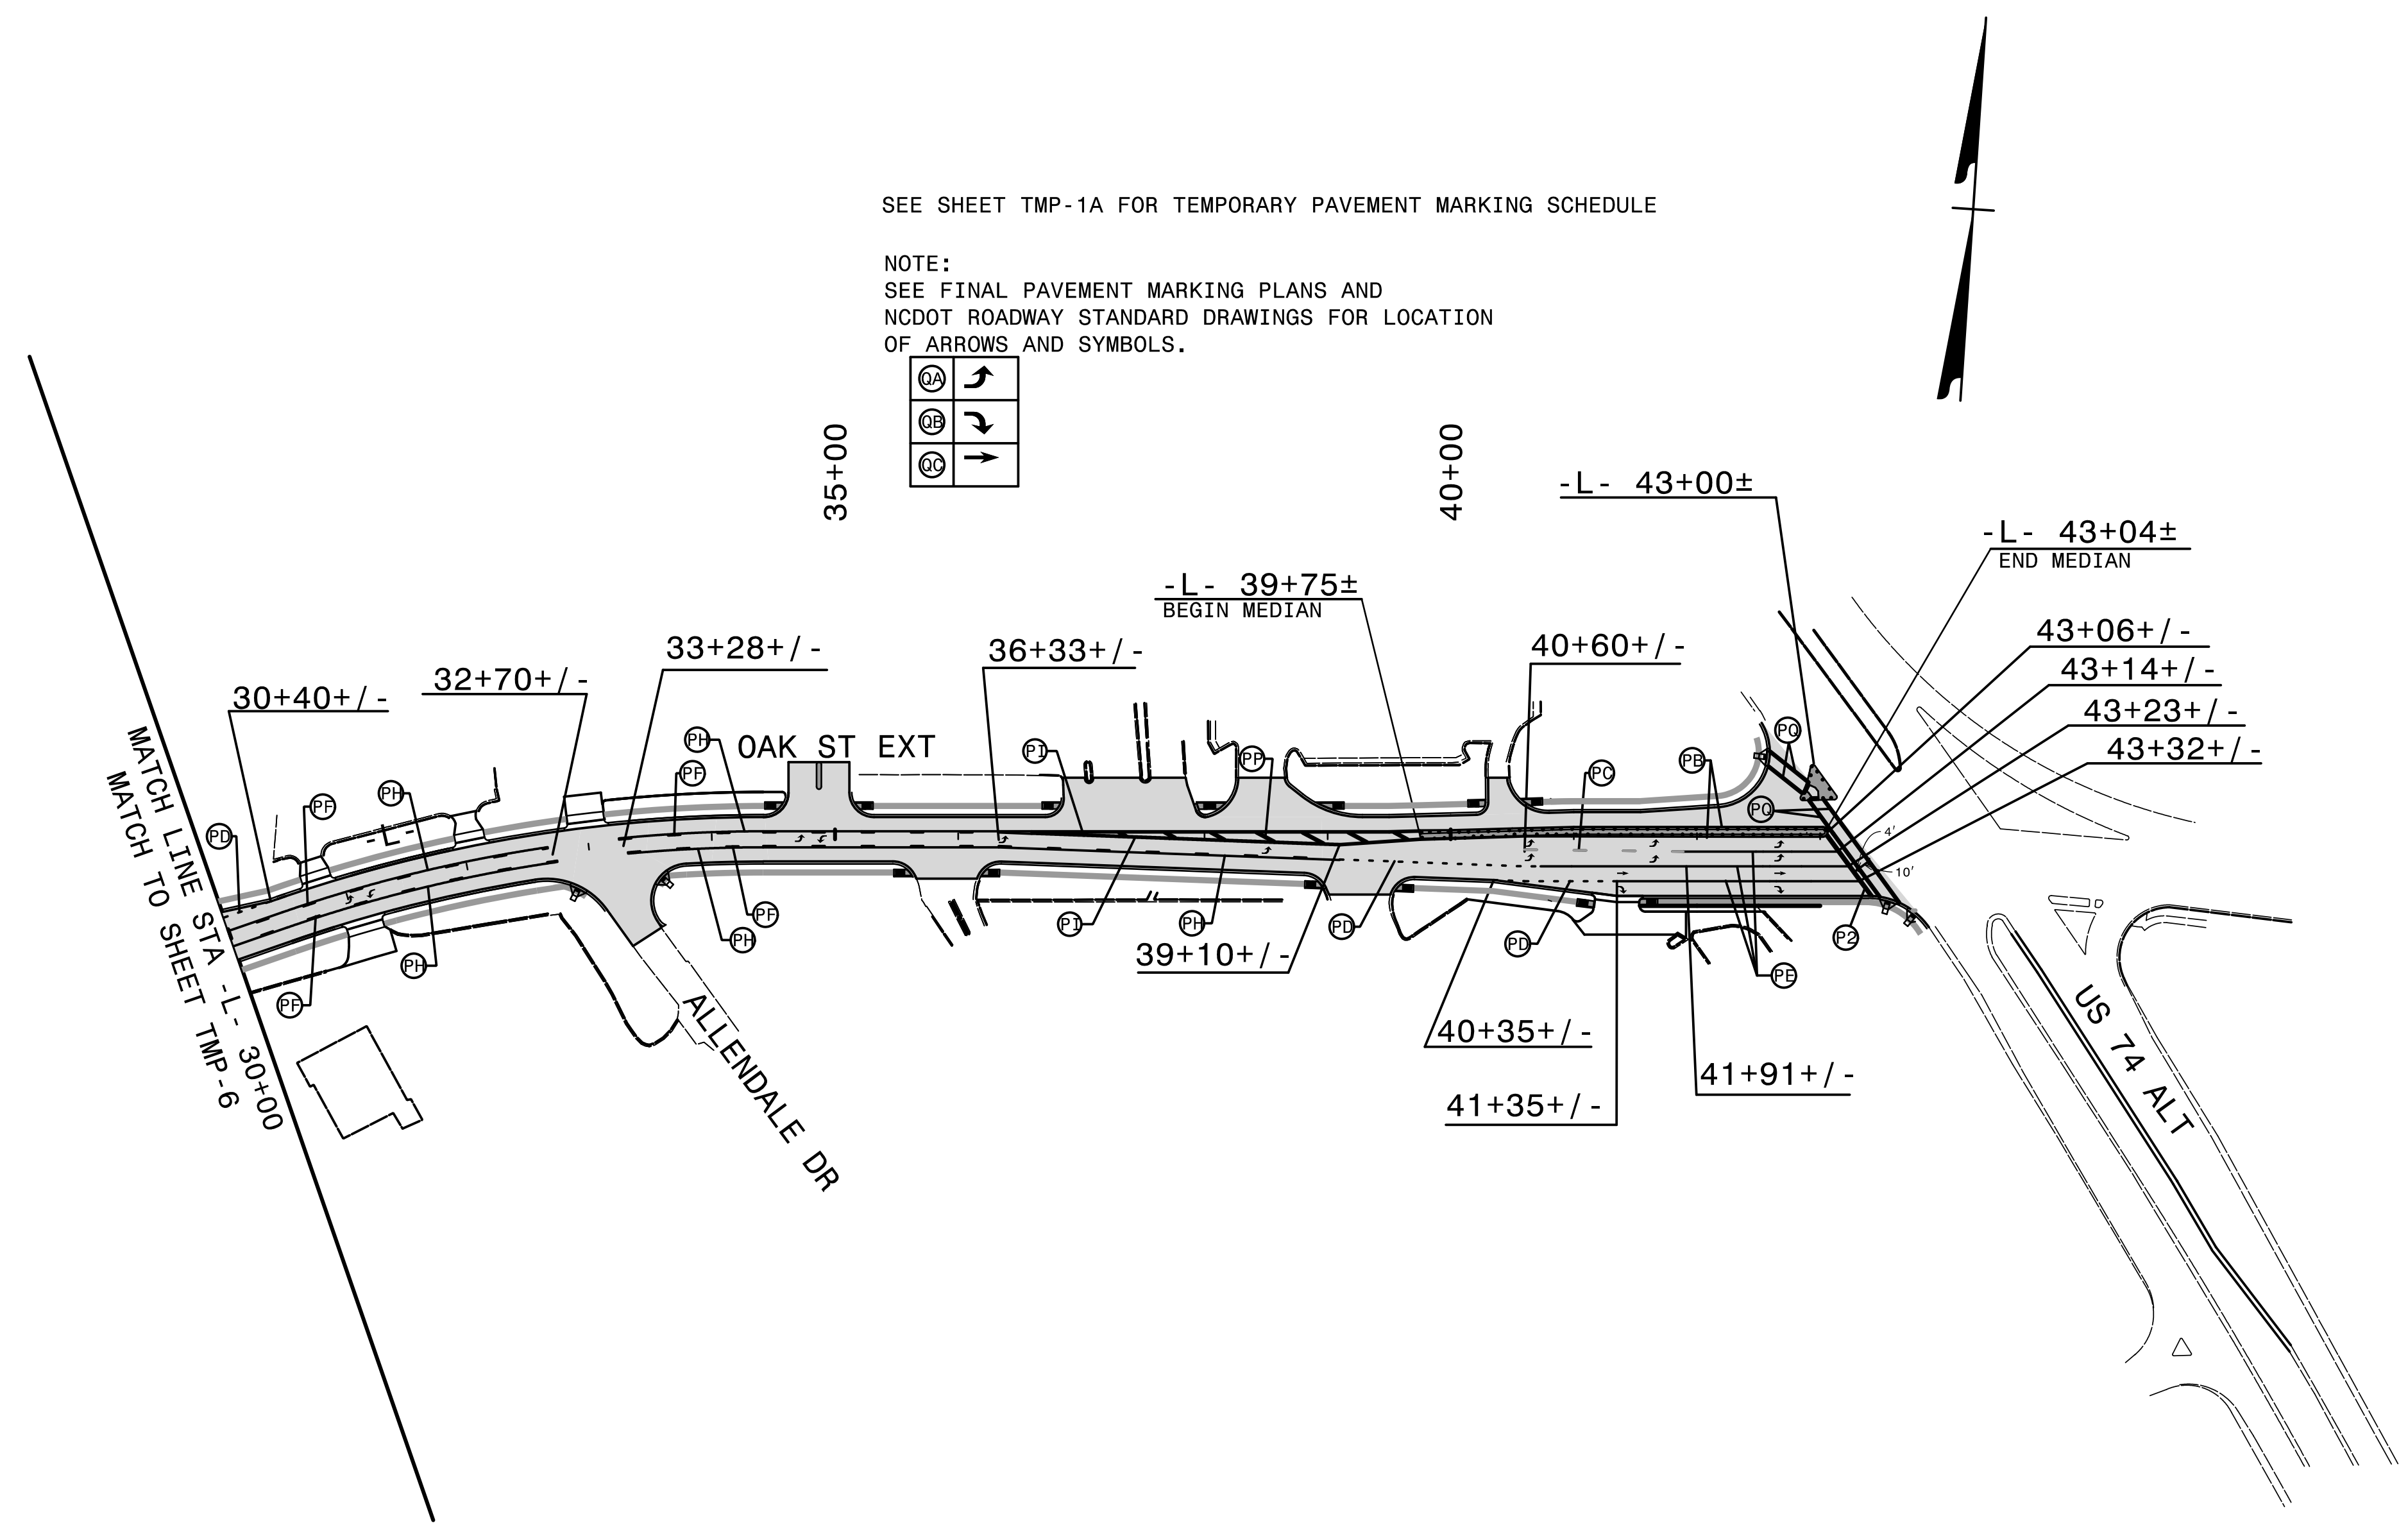 SEE SHEET TMP-1A FOR TEMPORARY PAVEMENT MARKING SCHEDULE
NOTE:
SEE FINAL PAVEMENT MARKING PLANS AND
NCDOT ROADWAY STANDARD DRAWINGS FOR LOCATION
OF ARROWS AND SYMBOLS.
QA
QB
QC
35+00
40+00
-L- 43+00±
-L- 43+04±
END MEDIAN
-L- 39+75±
BEGIN MEDIAN
43+06+/-
43+14+/-
43+23+/-
43+32+/-
30+40+/-
32+70+/-
33+28+/-
36+33+/-
40+60+/-
OAK ST EXT
PH
PF
PI
PP
PC
PB
PQ
PQ
PD
PF
PH
-L-
4'
10'
PF
PH
PH
PF
PI
PH
PD
PD
PE
P2
39+10+/-
40+35+/-
41+35+/-
41+91+/-
MATCH LINE STA -L- 30+00
MATCH TO SHEET TMP-6
ALLENDALE DR
US 74 ALT